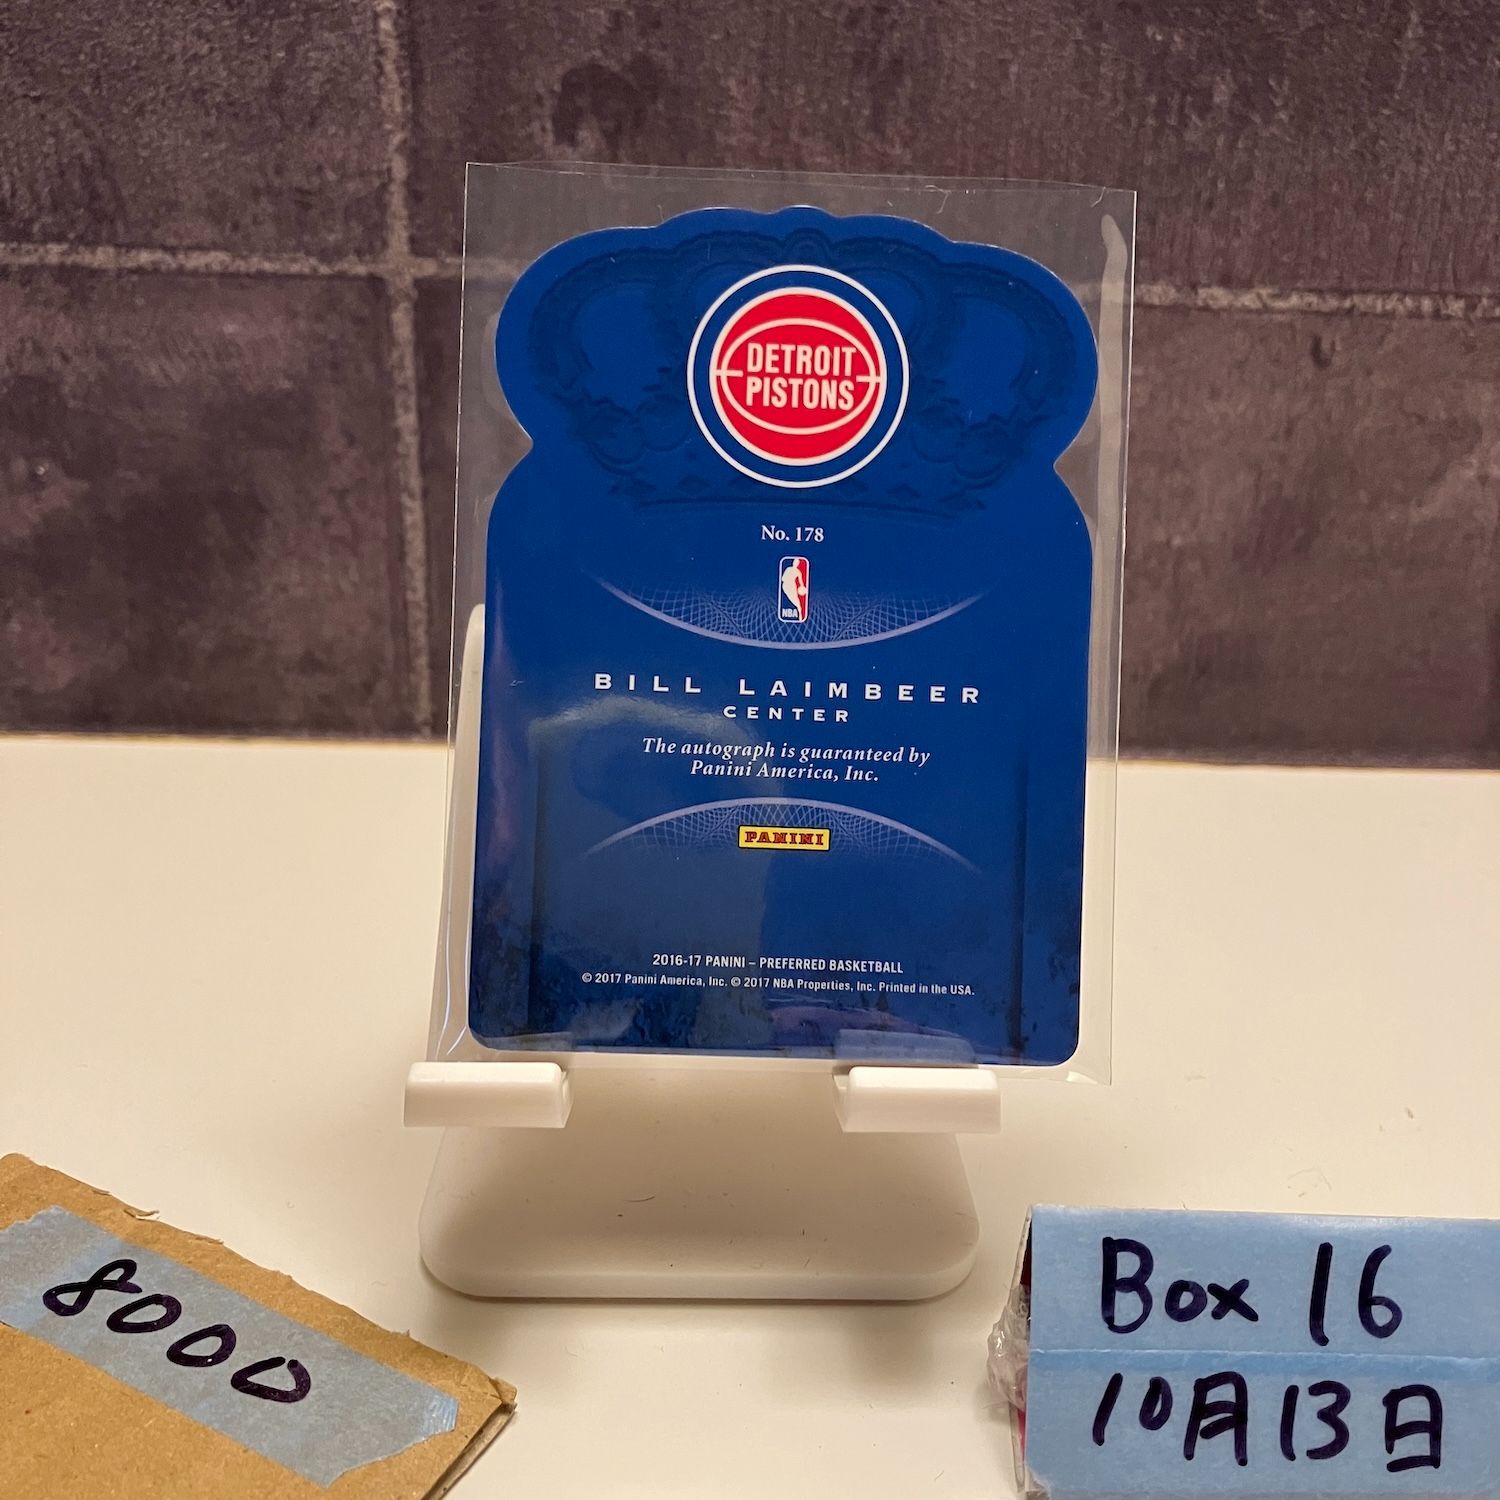 DETROIT
PISTONS
No. 178
NBA
BILL LAIMBEER
CENTER
The autograph is guaranteed by
Panini America, Inc.
PANINI
2016-17 PANINI – PREFERRED BASKETBALL
© 2017 Panini America, Inc. © 2017 NBA Properties, Inc. Printed in the USA.
8000
Box 16
10月13日